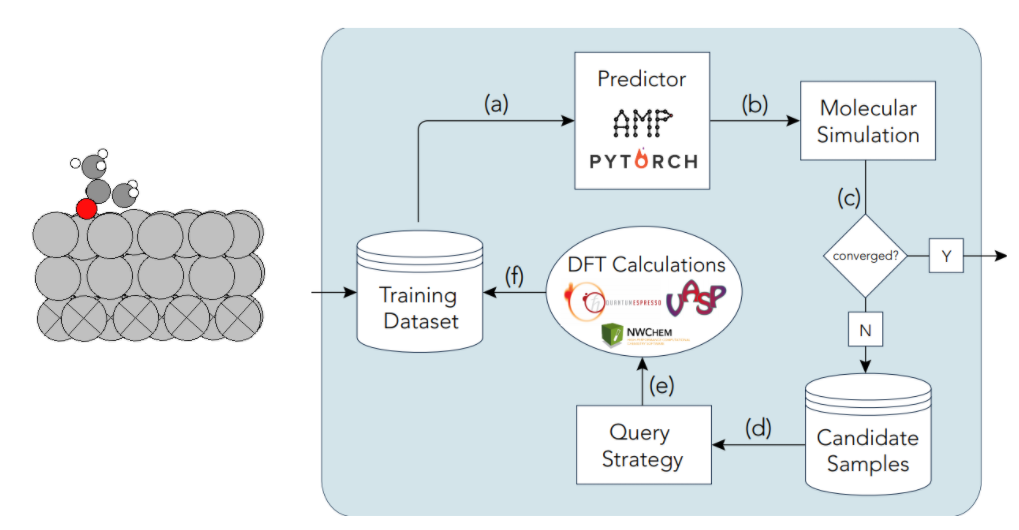 (a)
Predictor
AMP
PYTORCH
(b)
Molecular
Simulation
(c)
converged?
Y
N
Training
Dataset
(f)
DFT Calculations
QUANTUMESPRESSO
VASP
NWCHEM
(e)
Query
Strategy
(d)
Candidate
Samples